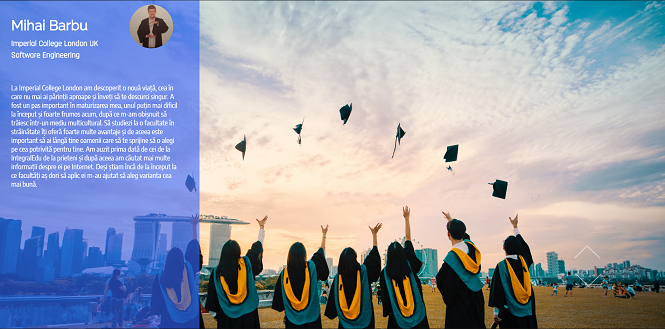 Mihai Barbu
Imperial College London UK
Software Engineering
La Imperial College London am descoperit o nouă viață, cea în
care nu mai ai părinții aproape și înveți să te descurci singur. A
fost un pas important în maturizarea mea, unul puțin mai dificil
la început și foarte frumos acum, după ce m-am obișnuit să
trăiesc într-un mediu multicultural. Să studiezi la o facultate în
străinătate îți oferă foarte multe avantaje și de aceea este
important să ai lângă tine oamenii care să te sprijine să o alegi
pe cea potrivită pentru tine. Am auzit prima dată de cei de la
IntegralEdu de la prieteni și după aceea am căutat mai multe
informații despre ei pe Internet. Deși știam încă de la început la
ce facultăți aș dori să aplic ei m-au ajutat să aleg varianta cea
mai bună.